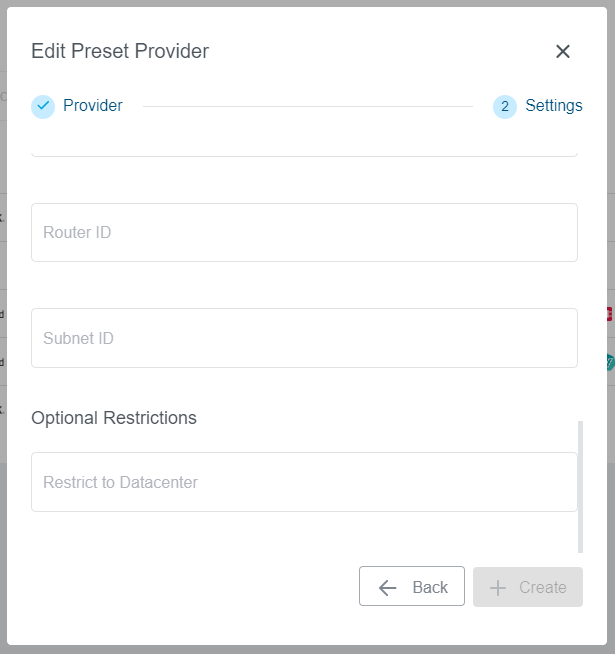 Edit Preset Provider
Provider
2 Settings
Router ID
Subnet ID
Optional Restrictions
Restrict to Datacenter
Back
Create